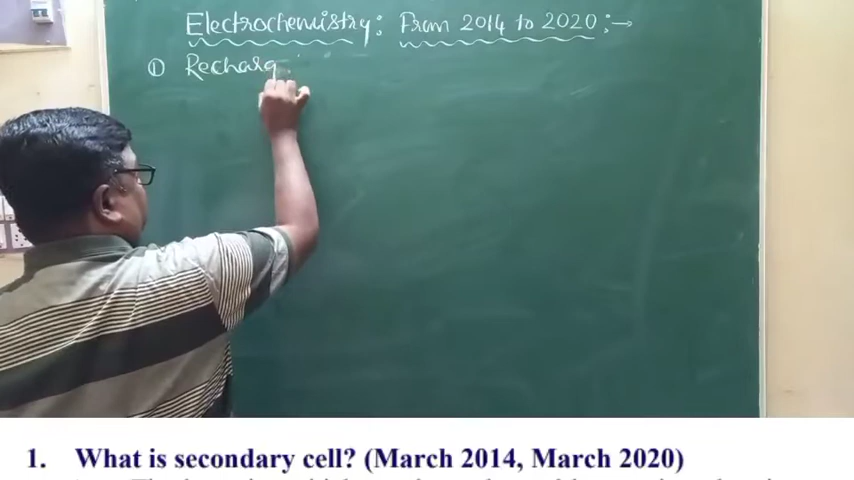 Electrochemistry: From 2014 to 2020 :→
① Recharg
1. What is secondary cell? (March 2014, March 2020)